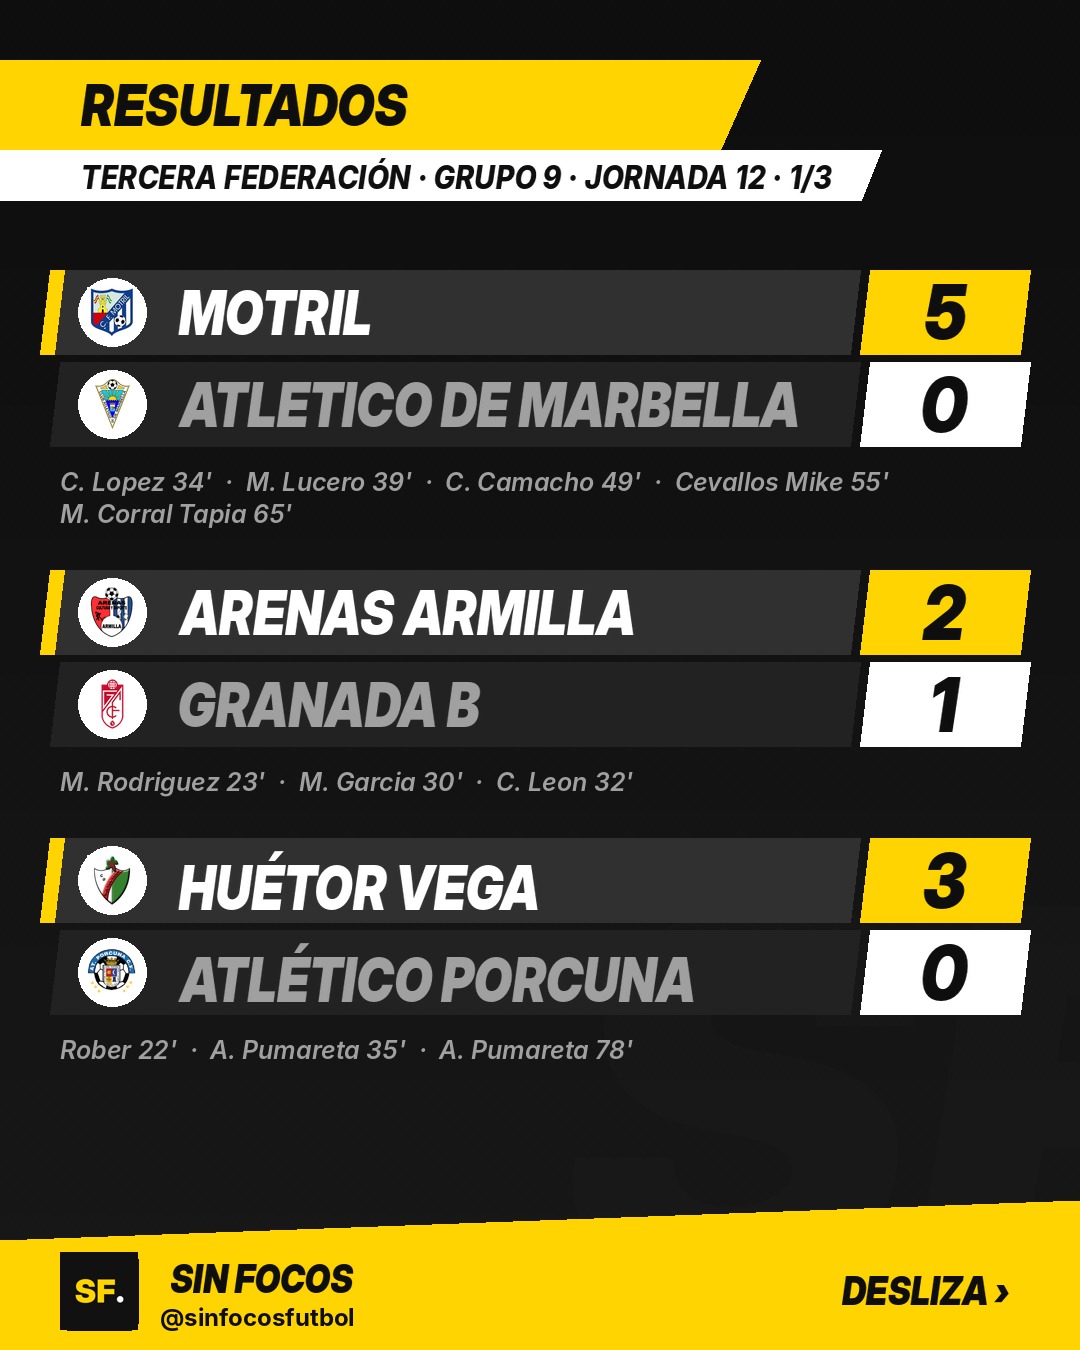 RESULTADOS
TERCERA FEDERACIÓN · GRUPO 9 · JORNADA 12 · 1/3
MOTRIL 5
ATLETICO DE MARBELLA 0
C. Lopez 34' · M. Lucero 39' · C. Camacho 49' · Cevallos Mike 55'
M. Corral Tapia 65'
ARENAS ARMILLA 2
GRANADA B 1
M. Rodriguez 23' · M. Garcia 30' · C. Leon 32'
HUÉTOR VEGA 3
ATLÉTICO PORCUNA 0
Rober 22' · A. Pumareta 35' · A. Pumareta 78'
SF.
SIN FOCOS
@sinfocosfutbol
DESLIZA ›